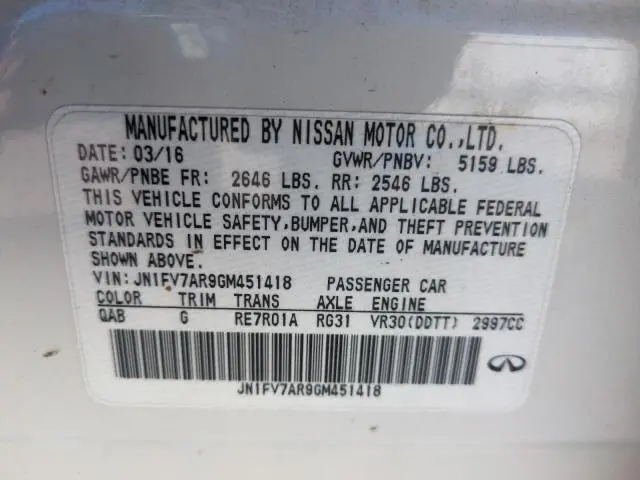 MANUFACTURED BY NISSAN MOTOR CO.,LTD.
DATE: 03/16 GVWR/PNBV: 5159 LBS.
GAWR/PNBE FR: 2646 LBS. RR: 2546 LBS.
THIS VEHICLE CONFORMS TO ALL APPLICABLE FEDERAL
MOTOR VEHICLE SAFETY,BUMPER,AND THEFT PREVENTION
STANDARDS IN EFFECT ON THE DATE OF MANUFACTURE
SHOWN ABOVE.
VIN: JN1FV7AR9GM451418 PASSENGER CAR
COLOR TRIM TRANS AXLE ENGINE
QAB G RE7R01A RG31 VR30(DDTT) 2997CC
JN1FV7AR9GM451418